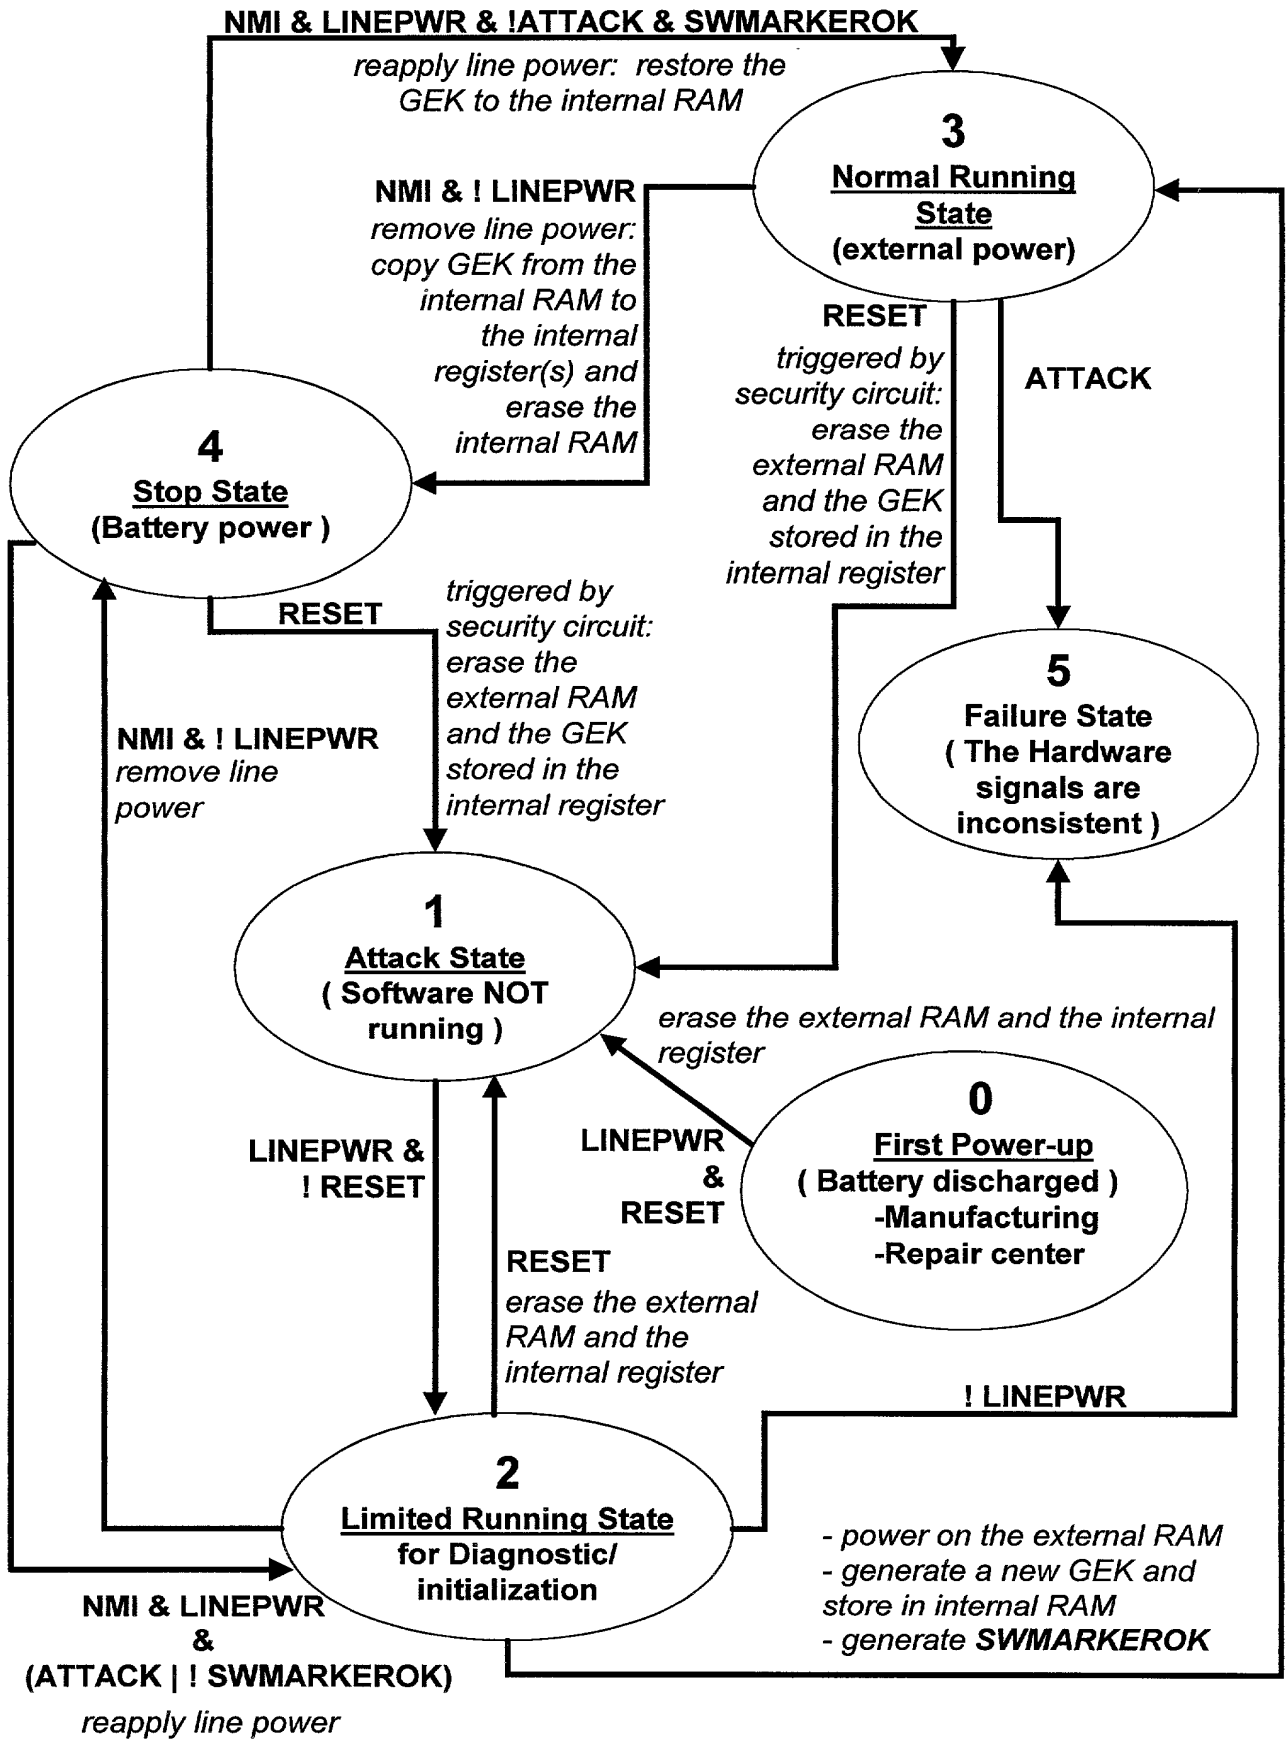 NMI & LINEPWR & !ATTACK & SWMARKEROK
reapply line power: restore the
GEK to the internal RAM
3
Normal Running
State
(external power)
NMI & ! LINEPWR
remove line power:
copy GEK from the
internal RAM to
the internal
register(s) and
erase the
internal RAM
RESET
triggered by
security circuit:
erase the
external RAM
and the GEK
stored in the
internal register
ATTACK
4
Stop State
(Battery power )
RESET
triggered by
security circuit:
erase the
external RAM
and the GEK
stored in the
internal register
5
Failure State
( The Hardware
signals are
inconsistent )
NMI & ! LINEPWR
remove line
power
1
Attack State
( Software NOT
running )
erase the external RAM and the internal
register
0
First Power-up
( Battery discharged )
-Manufacturing
-Repair center
LINEPWR
&
RESET
LINEPWR &
! RESET
RESET
erase the external
RAM and the
internal register
! LINEPWR
2
Limited Running State
for Diagnostic/
initialization
- power on the external RAM
- generate a new GEK and
store in internal RAM
- generate SWMARKEROK
NMI & LINEPWR
&
(ATTACK | ! SWMARKEROK)
reapply line power